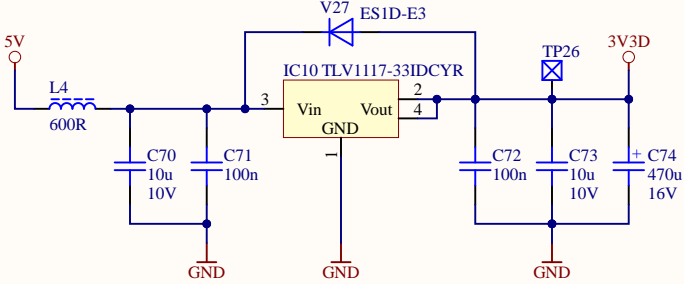 V27
ES1D-E3
5V
TP26
3V3D
L4
600R
IC10 TLV1117-33IDCYR
3
Vin
Vout
2
4
GND
1
C70
10u
10V
C71
100n
C72
100n
C73
10u
10V
+
C74
470u
16V
GND
GND
GND